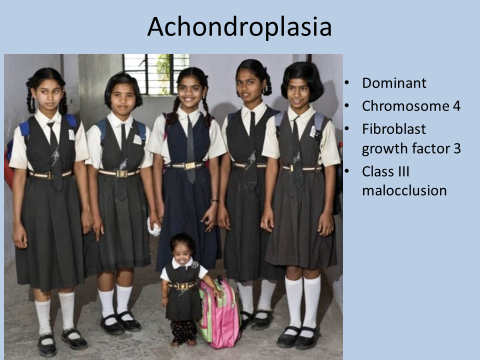 Achondroplasia
• Dominant
• Chromosome 4
• Fibroblast
growth factor 3
• Class III
malocclusion